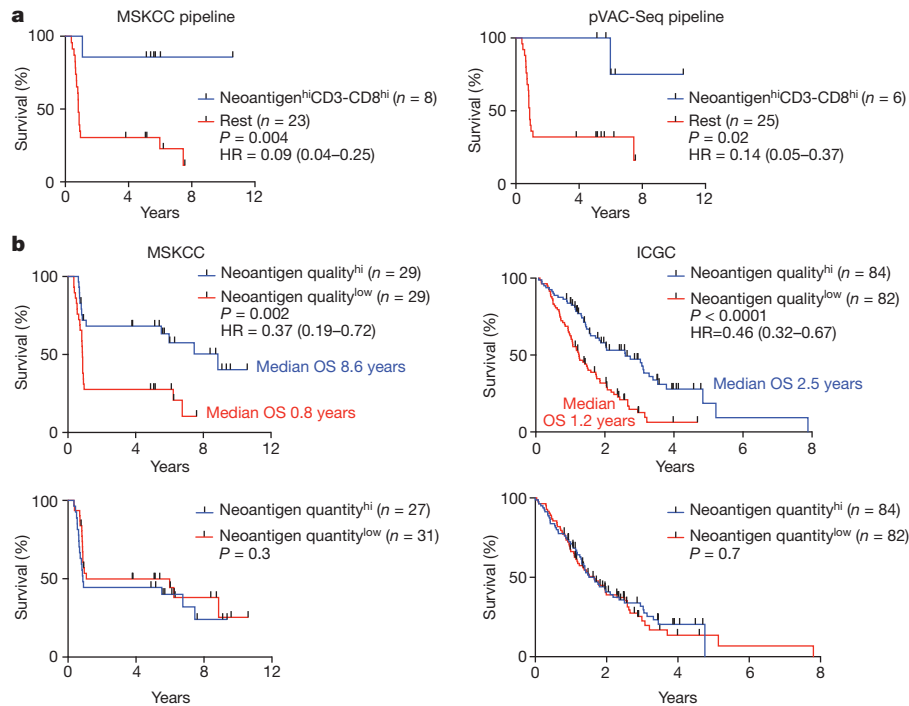 a
MSKCC pipeline
Survival (%)
100
50
0
0 4 8 12
Years
Neoantigenʰⁱ CD3-CD8ʰⁱ (n = 8)
Rest (n = 23)
P = 0.004
HR = 0.09 (0.04–0.25)
pVAC-Seq pipeline
Survival (%)
100
50
0
0 4 8 12
Years
Neoantigenʰⁱ CD3-CD8ʰⁱ (n = 6)
Rest (n = 25)
P = 0.02
HR = 0.14 (0.05–0.37)
b
MSKCC
Survival (%)
100
50
0
0 4 8 12
Years
Neoantigen qualityʰⁱ (n = 29)
Neoantigen qualityˡᵒʷ (n = 29)
P = 0.002
HR = 0.37 (0.19–0.72)
Median OS 8.6 years
Median OS 0.8 years
ICGC
Survival (%)
100
50
0
0 2 4 6 8
Years
Neoantigen qualityʰⁱ (n = 84)
Neoantigen qualityˡᵒʷ (n = 82)
P < 0.0001
HR=0.46 (0.32–0.67)
Median OS 2.5 years
Median
OS 1.2 years
Survival (%)
100
50
0
0 4 8 12
Years
Neoantigen quantityʰⁱ (n = 27)
Neoantigen quantityˡᵒʷ (n = 31)
P = 0.3
Survival (%)
100
50
0
0 2 4 6 8
Years
Neoantigen quantityʰⁱ (n = 84)
Neoantigen quantityˡᵒʷ (n = 82)
P = 0.7